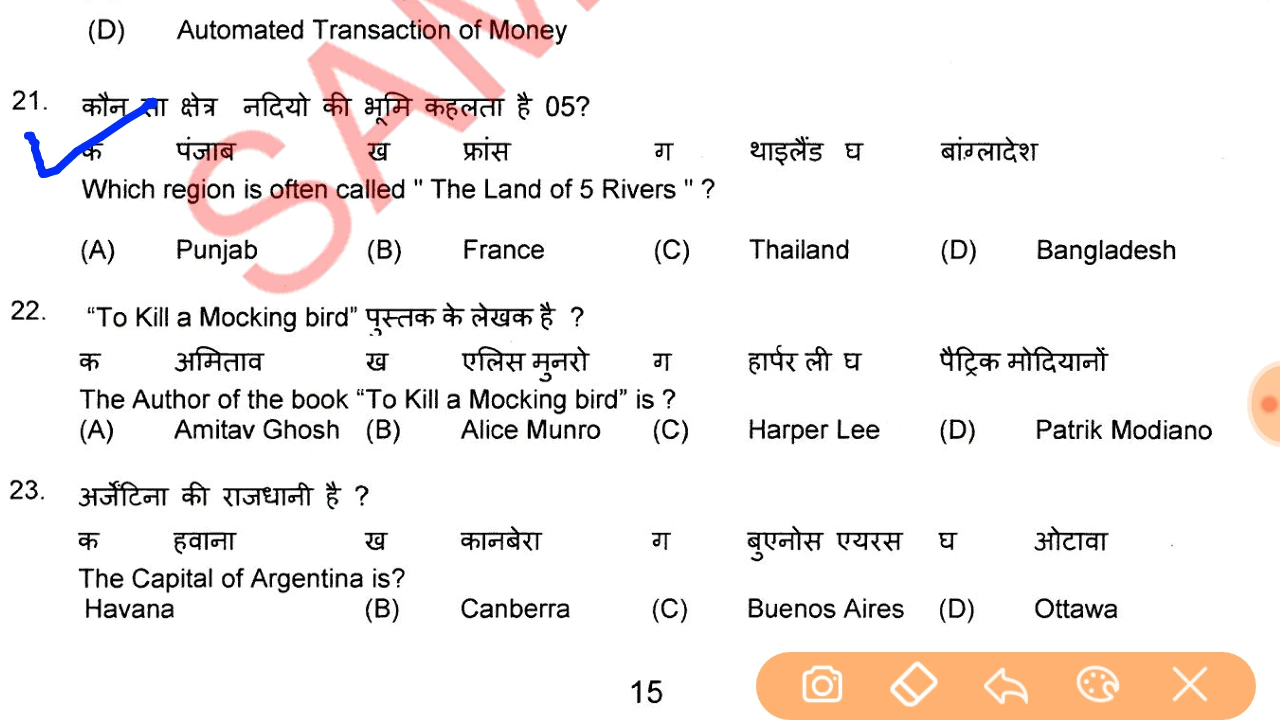 (D) Automated Transaction of Money
21. कौन सा क्षेत्र नदियो की भूमि कहलता है 05?
क पंजाब ख फ्रांस ग थाइलैंड घ बांग्लादेश
Which region is often called " The Land of 5 Rivers " ?
(A) Punjab (B) France (C) Thailand (D) Bangladesh
22. “To Kill a Mocking bird” पुस्तक के लेखक है ?
क अमिताव ख एलिस मुनरो ग हार्पर ली घ पैट्रिक मोदियानों
The Author of the book “To Kill a Mocking bird” is ?
(A) Amitav Ghosh (B) Alice Munro (C) Harper Lee (D) Patrik Modiano
23. अर्जेंटिना की राजधानी है ?
क हवाना ख कानबेरा ग बुएनोस एयरस घ ओटावा
The Capital of Argentina is?
Havana (B) Canberra (C) Buenos Aires (D) Ottawa
15